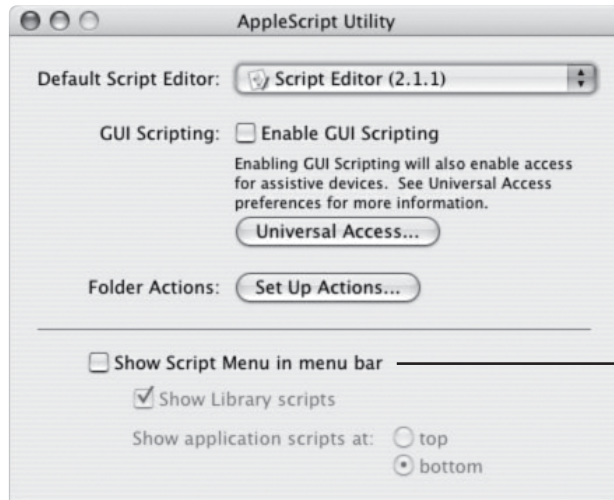 AppleScript Utility
Default Script Editor: Script Editor (2.1.1)
GUI Scripting: Enable GUI Scripting
Enabling GUI Scripting will also enable access
for assistive devices. See Universal Access
preferences for more information.
Universal Access...
Folder Actions: Set Up Actions...
Show Script Menu in menu bar
Show Library scripts
Show application scripts at: top
bottom